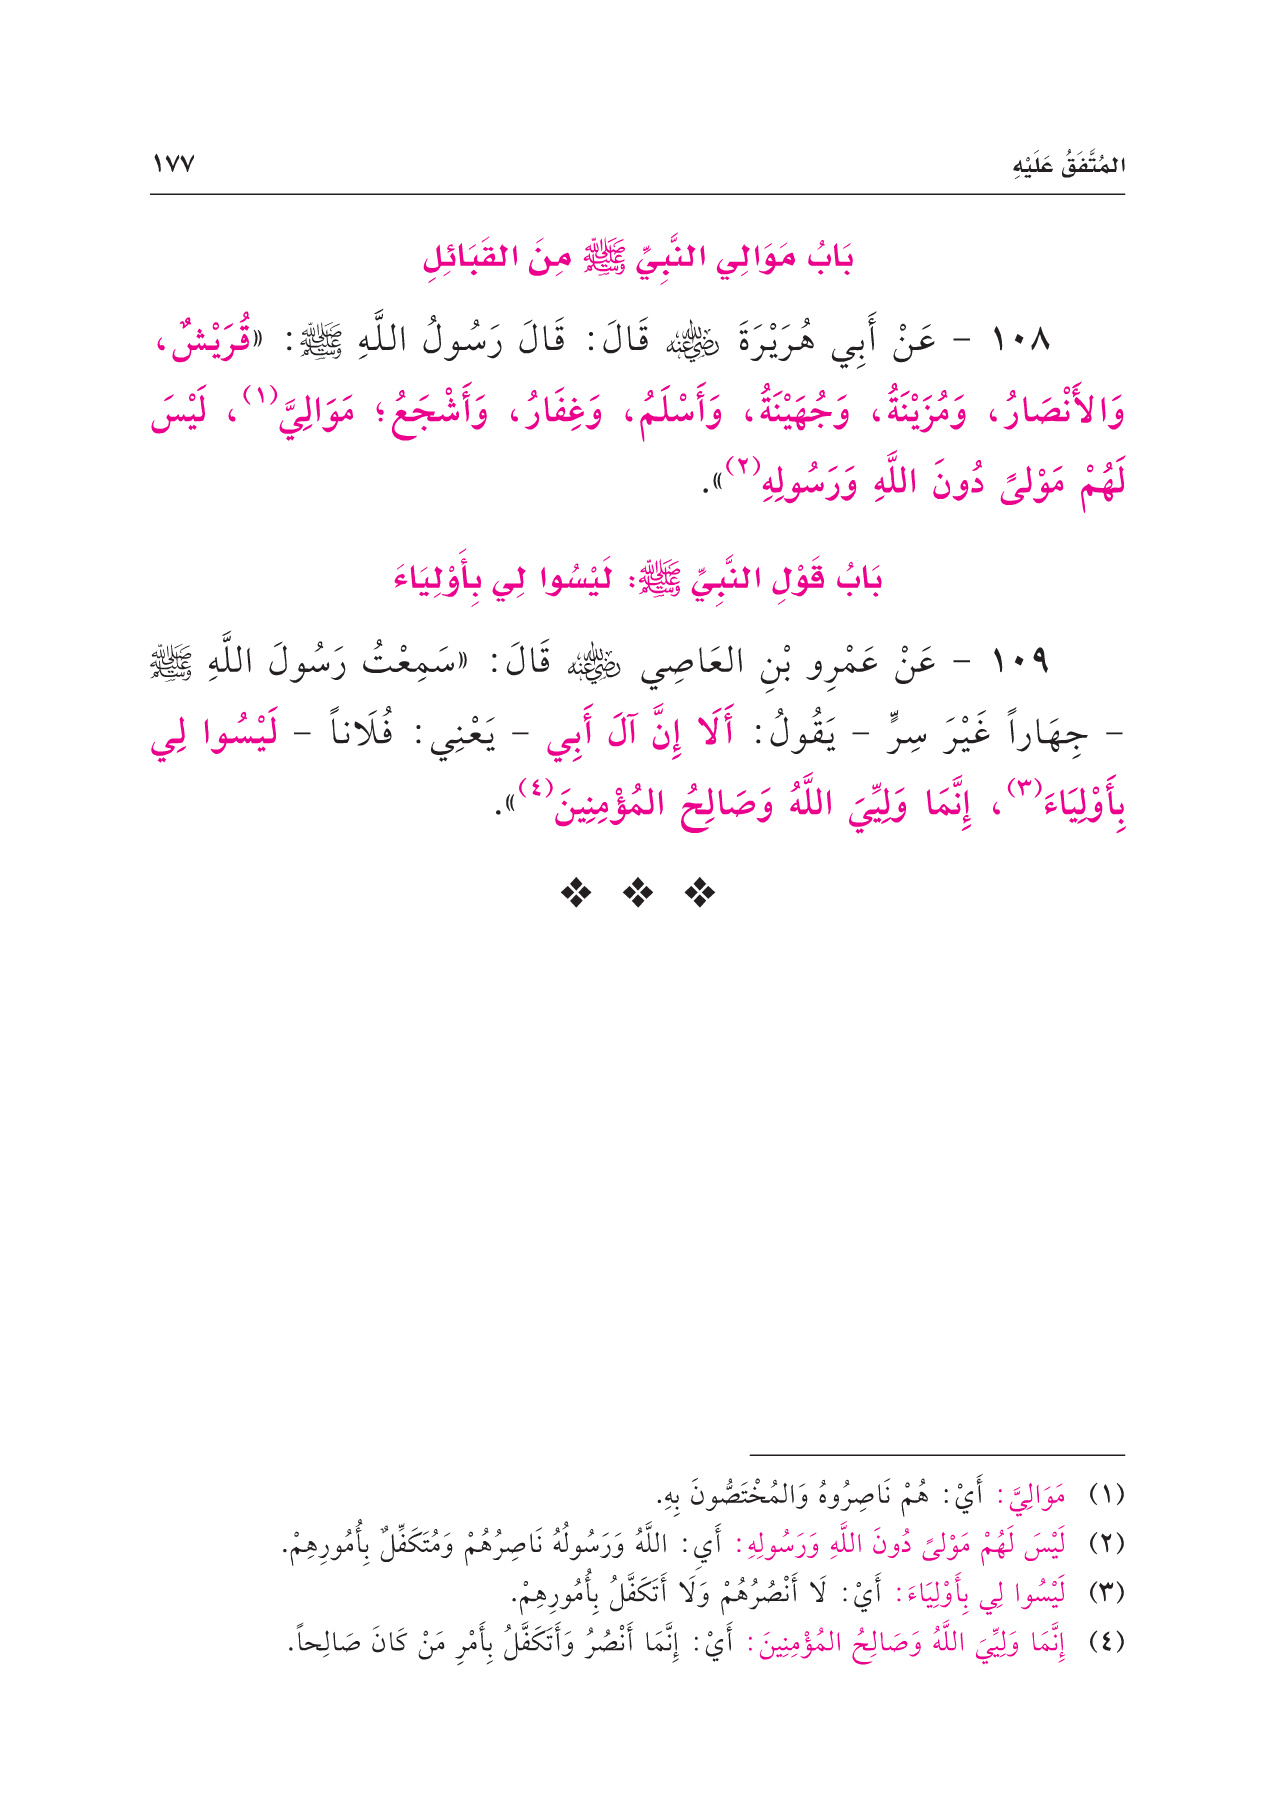 المُتَّفَقُ عَلَيْهِ ١٧٧
بَابُ مَوَالِي النَّبِيِّ ﷺ مِنَ القَبَائِلِ
١٠٨ - عَنْ أَبِي هُرَيْرَةَ رضي الله عنه قَالَ: قَالَ رَسُولُ اللَّهِ ﷺ: «قُرَيْشٌ،
وَالأَنْصَارُ، وَمُزَيْنَةُ، وَجُهَيْنَةُ، وَأَسْلَمُ، وَغِفَارُ، وَأَشْجَعُ؛ مَوَالِيَّ(١)، لَيْسَ
لَهُمْ مَوْلىً دُونَ اللَّهِ وَرَسُولِهِ(٢)».
بَابُ قَوْلِ النَّبِيِّ ﷺ: لَيْسُوا لِي بِأَوْلِيَاءَ
١٠٩ - عَنْ عَمْرِو بْنِ العَاصِي رضي الله عنه قَالَ: «سَمِعْتُ رَسُولَ اللَّهِ ﷺ
- جِهَاراً غَيْرَ سِرٍّ - يَقُولُ: أَلَا إِنَّ آلَ أَبِي - يَعْنِي: فُلَاناً - لَيْسُوا لِي
بِأَوْلِيَاءَ(٣)، إِنَّمَا وَلِيِّيَ اللَّهُ وَصَالِحُ المُؤْمِنِينَ(٤)».
(١) مَوَالِيَّ: أَيْ: هُمْ نَاصِرُوهُ وَالمُخْتَصُّونَ بِهِ.
(٢) لَيْسَ لَهُمْ مَوْلىً دُونَ اللَّهِ وَرَسُولِهِ: أَيِ: اللَّهُ وَرَسُولُهُ نَاصِرُهُمْ وَمُتَكَفِّلٌ بِأُمُورِهِمْ.
(٣) لَيْسُوا لِي بِأَوْلِيَاءَ: أَيْ: لَا أَنْصُرُهُمْ وَلَا أَتَكَفَّلُ بِأُمُورِهِمْ.
(٤) إِنَّمَا وَلِيِّيَ اللَّهُ وَصَالِحُ المُؤْمِنِينَ: أَيْ: إِنَّمَا أَنْصُرُ وَأَتَكَفَّلُ بِأَمْرِ مَنْ كَانَ صَالِحاً.